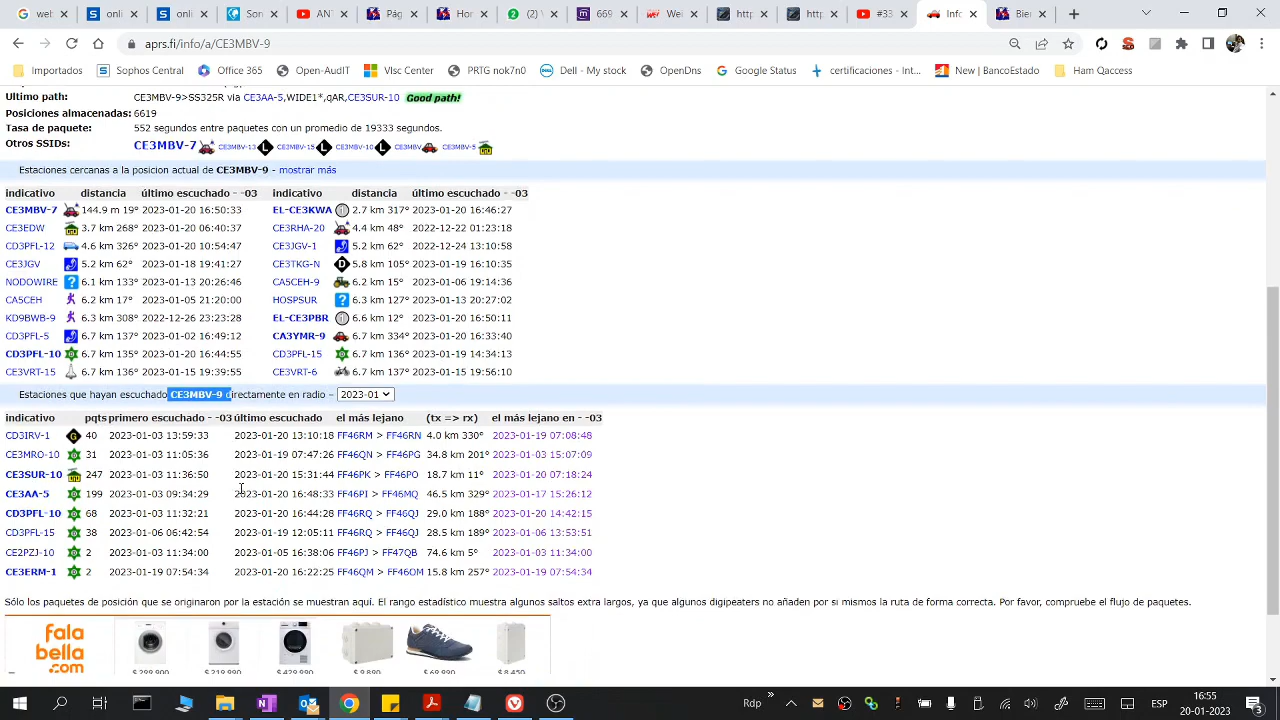 web
ANT
Pág
Hor
(2)
669
Wei
http
http
#33
Info
Bier
aprs.fi/info/a/CE3MBV-9
Importados Sophos Central Office 365 Open-AudIT VIsc Center PRTG nok7n0 Dell - My stock OpenDns Google Status certificaciones - Int... New | BancoEstado Ham Qaccess
Ultimo path: CE3MBV-9>SS325R via CE3AA-5,WIDE1*,qAR,CE3SUR-10 Good path!
Posiciones almacenadas: 6619
Tasa de paquete: 552 segundos entre paquetes con un promedio de 19333 segundos.
Otros SSIDs: CE3MBV-7 CE3MBV-13 CE3MBV-15 CE3MBV-10 CE3MBV CE3MBV-5
Estaciones cercanas a la posicion actual de CE3MBV-9 - mostrar más
indicativo distancia último escuchado - -03 indicativo distancia último escuchado - -03
CE3MBV-7 144.9 m 19° 2023-01-20 16:50:33 EL-CE3KWA 2.7 km 317° 2023-01-20 16:46:27
CE3EDW 3.7 km 268° 2023-01-20 06:40:37 CE3RHA-20 4.4 km 48° 2022-12-22 01:23:18
CD3PFL-12 4.6 km 326° 2023-01-20 10:54:47 CE3JGV-1 5.2 km 62° 2022-12-24 13:10:58
CE3JGV 5.2 km 62° 2023-01-18 19:41:27 CE3TKG-N 5.8 km 105° 2023-01-19 16:10:35
NODOWIRE 6.1 km 133° 2023-01-13 20:26:46 CA5CEH-9 6.2 km 15° 2023-01-06 19:14:36
CA5CEH 6.2 km 17° 2023-01-05 21:20:00 HOSPSUR 6.3 km 127° 2023-01-13 20:27:02
KD9BWB-9 6.3 km 308° 2022-12-26 23:23:28 EL-CE3PBR 6.6 km 12° 2023-01-20 16:50:11
CD3PFL-5 6.7 km 137° 2023-01-02 16:49:12 CA3YMR-9 6.7 km 334° 2023-01-20 16:33:40
CD3PFL-10 6.7 km 135° 2023-01-20 16:44:55 CD3PFL-15 6.7 km 136° 2023-01-19 14:34:13
CE3VRT-15 6.7 km 136° 2023-01-15 19:39:55 CE3VRT-6 6.7 km 137° 2023-01-15 19:56:10
Estaciones que hayan escuchado CE3MBV-9 directamente en radio – 2023-01
indicativo pqts primero escuchado - -03 último escuchado el más lejano (tx => rx) el más lejano en - -03
CD3IRV-1 40 2023-01-03 13:59:33 2023-01-20 13:10:18 FF46RM > FF46RN 4.0 km 330° 2023-01-19 07:08:48
CE3MRO-10 31 2023-01-03 11:05:36 2023-01-19 07:47:26 FF46QN > FF46PG 34.8 km 201° 2023-01-03 15:07:09
CE3SUR-10 247 2023-01-03 11:36:50 2023-01-20 15:31:44 FF46PK > FF46PO 18.7 km 11° 2023-01-20 07:18:24
CE3AA-5 199 2023-01-03 09:34:29 2023-01-20 16:48:33 FF46PI > FF46MQ 46.5 km 329° 2023-01-17 15:26:12
CD3PFL-10 68 2023-01-03 11:32:21 2023-01-20 16:44:28 FF46RQ > FF46QJ 29.0 km 188° 2023-01-20 14:42:15
CD3PFL-15 38 2023-01-06 06:42:54 2023-01-19 12:05:11 FF46RQ > FF46QJ 28.5 km 189° 2023-01-06 13:53:51
CE2PZJ-10 2 2023-01-03 11:34:00 2023-01-05 16:38:06 FF46PJ > FF47QB 74.6 km 5° 2023-01-03 11:34:00
CE3ERM-1 2 2023-01-19 07:54:34 2023-01-20 16:22:25 FF46QM > FF46OM 15.8 km 257° 2023-01-19 07:54:34
Sólo los paquetes de posición que se originaron por la estación se muestran aquí. El rango estadístico muestra algunos saltos extra largos, ya que algunos digipeaters no añaden por si mismos la ruta de forma correcta. Por favor, compruebe el flujo de paquetes.
fala
bella
.com
Rdp ESP 16:55
20-01-2023